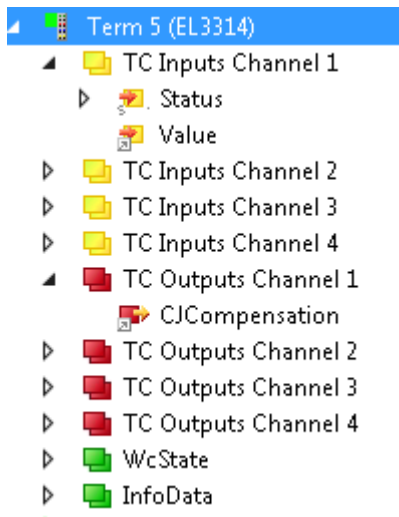 Term 5 (EL3314)
TC Inputs Channel 1
Status
Value
TC Inputs Channel 2
TC Inputs Channel 3
TC Inputs Channel 4
TC Outputs Channel 1
CJCompensation
TC Outputs Channel 2
TC Outputs Channel 3
TC Outputs Channel 4
WcState
InfoData